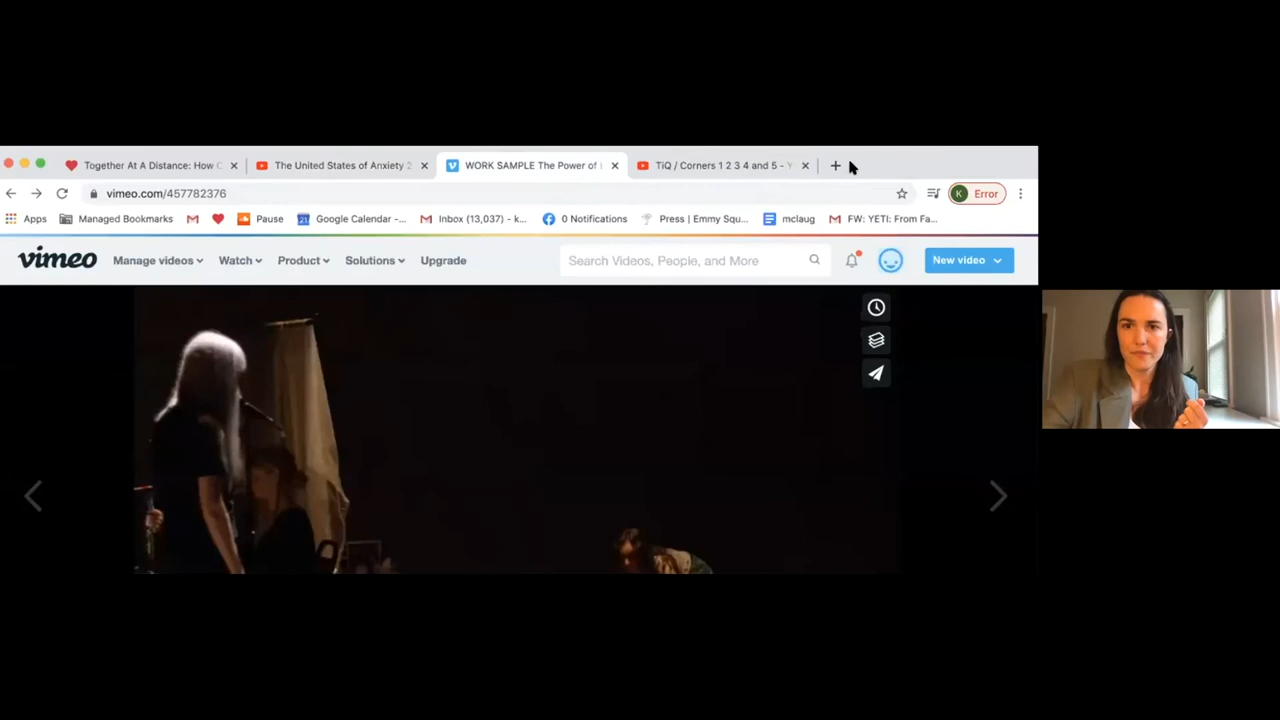 Together At A Distance: How C
The United States of Anxiety 2
WORK SAMPLE The Power of
TiQ / Corners 1 2 3 4 and 5 - Y
vimeo.com/457782376
K Error
Apps Managed Bookmarks Pause Google Calendar -... Inbox (13,037) - k... 0 Notifications Press | Emmy Squ... mclaug FW: YETI: From Fa...
vimeo Manage videos Watch Product Solutions Upgrade Search Videos, People, and More New video